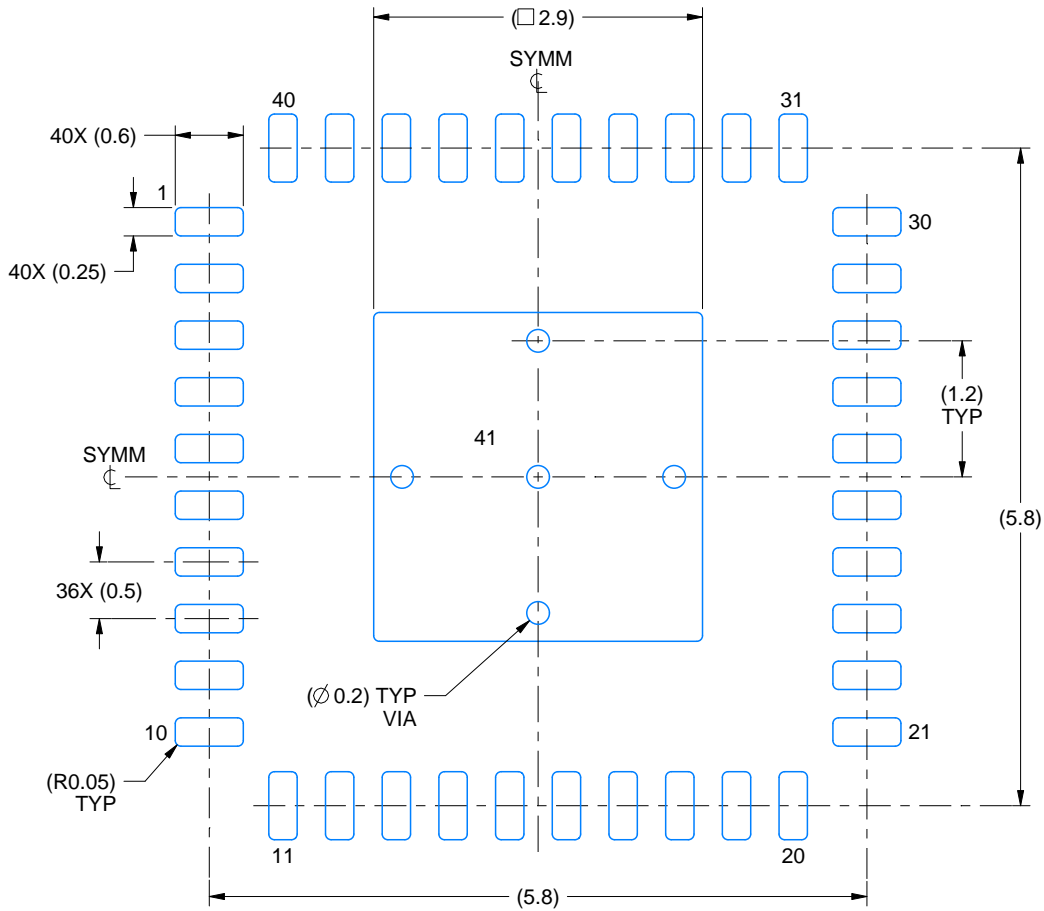 (□ 2.9)
SYMM
℄
40
31
40X (0.6)
1
30
40X (0.25)
(1.2)
TYP
41
SYMM
℄
(5.8)
36X (0.5)
(∅ 0.2) TYP
VIA
10
21
(R0.05)
TYP
11
20
(5.8)